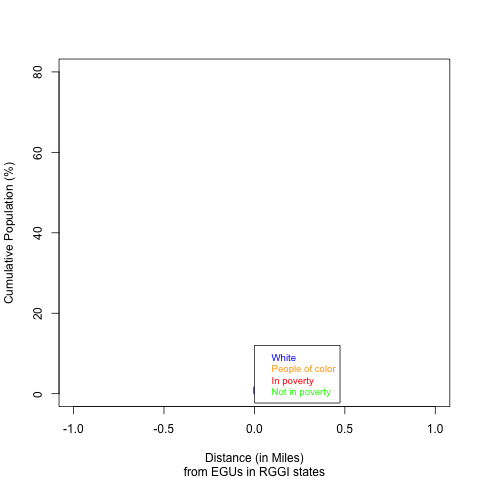 Cumulative Population (%)
80
60
40
20
0
White
People of color
In poverty
Not in poverty
-1.0
-0.5
0.0
0.5
1.0
Distance (in Miles)
from EGUs in RGGI states